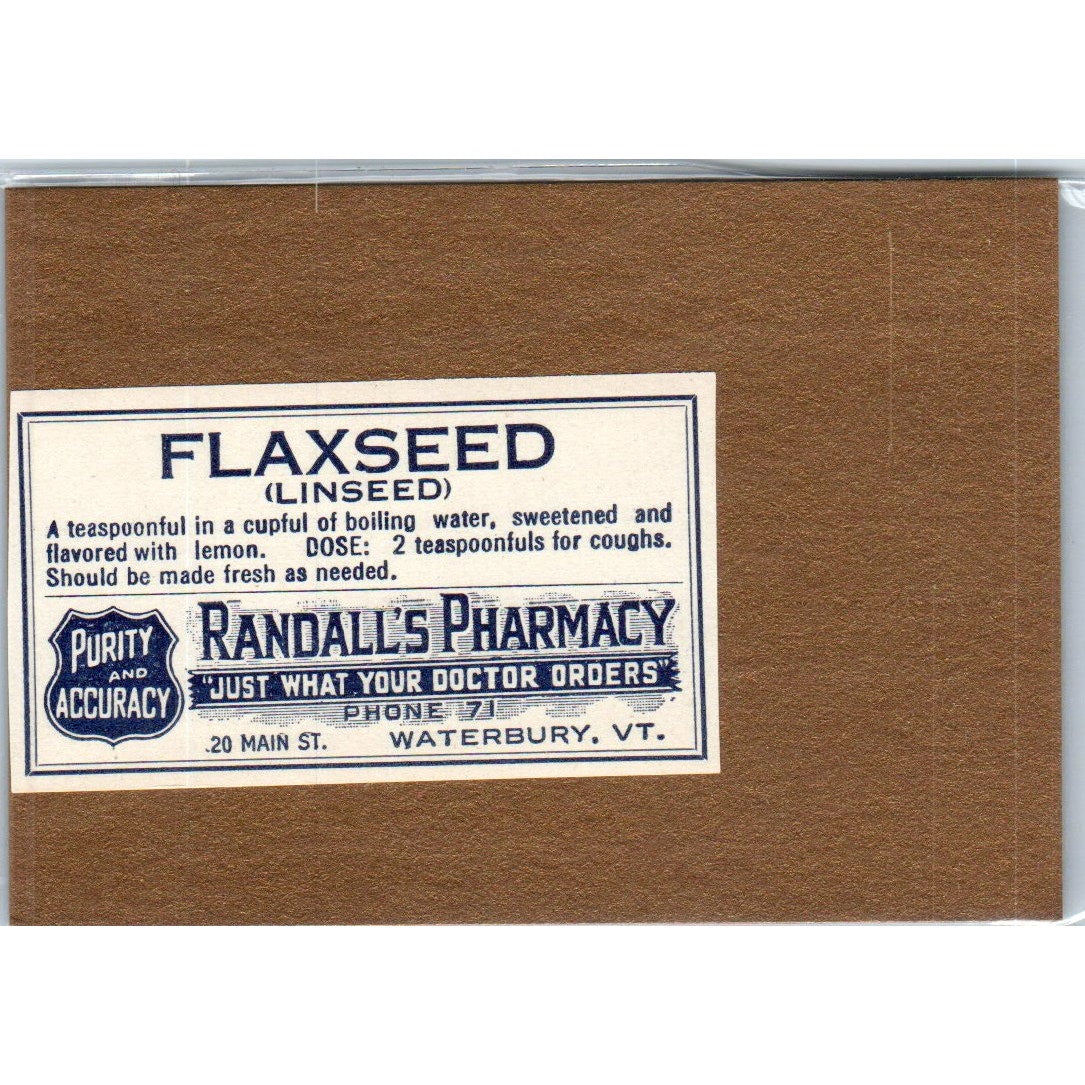 FLAXSEED
(LINSEED)
A teaspoonful in a cupful of boiling water, sweetened and
flavored with lemon. DOSE: 2 teaspoonfuls for coughs.
Should be made fresh as needed.
PURITY
AND
ACCURACY
RANDALL'S PHARMACY
"JUST WHAT YOUR DOCTOR ORDERS"
PHONE 71
20 MAIN ST. WATERBURY, VT.